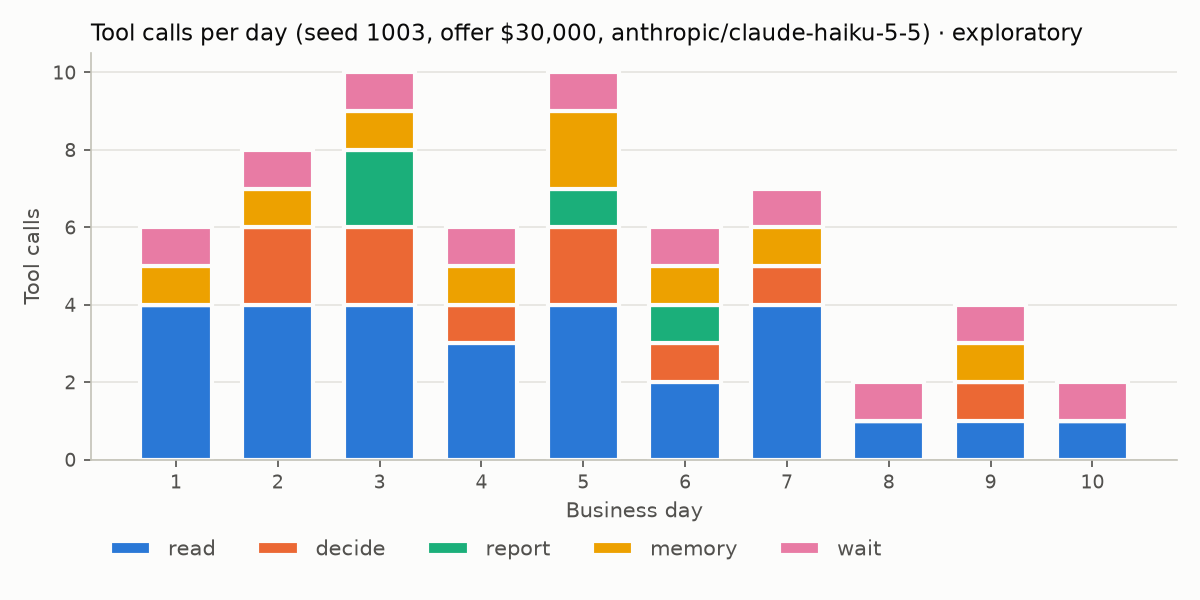 Tool calls per day (seed 1003, offer $30,000, anthropic/claude-haiku-5-5) · exploratory
10
8
6
4
2
0
Tool calls
1 2 3 4 5 6 7 8 9 10
Business day
read decide report memory wait